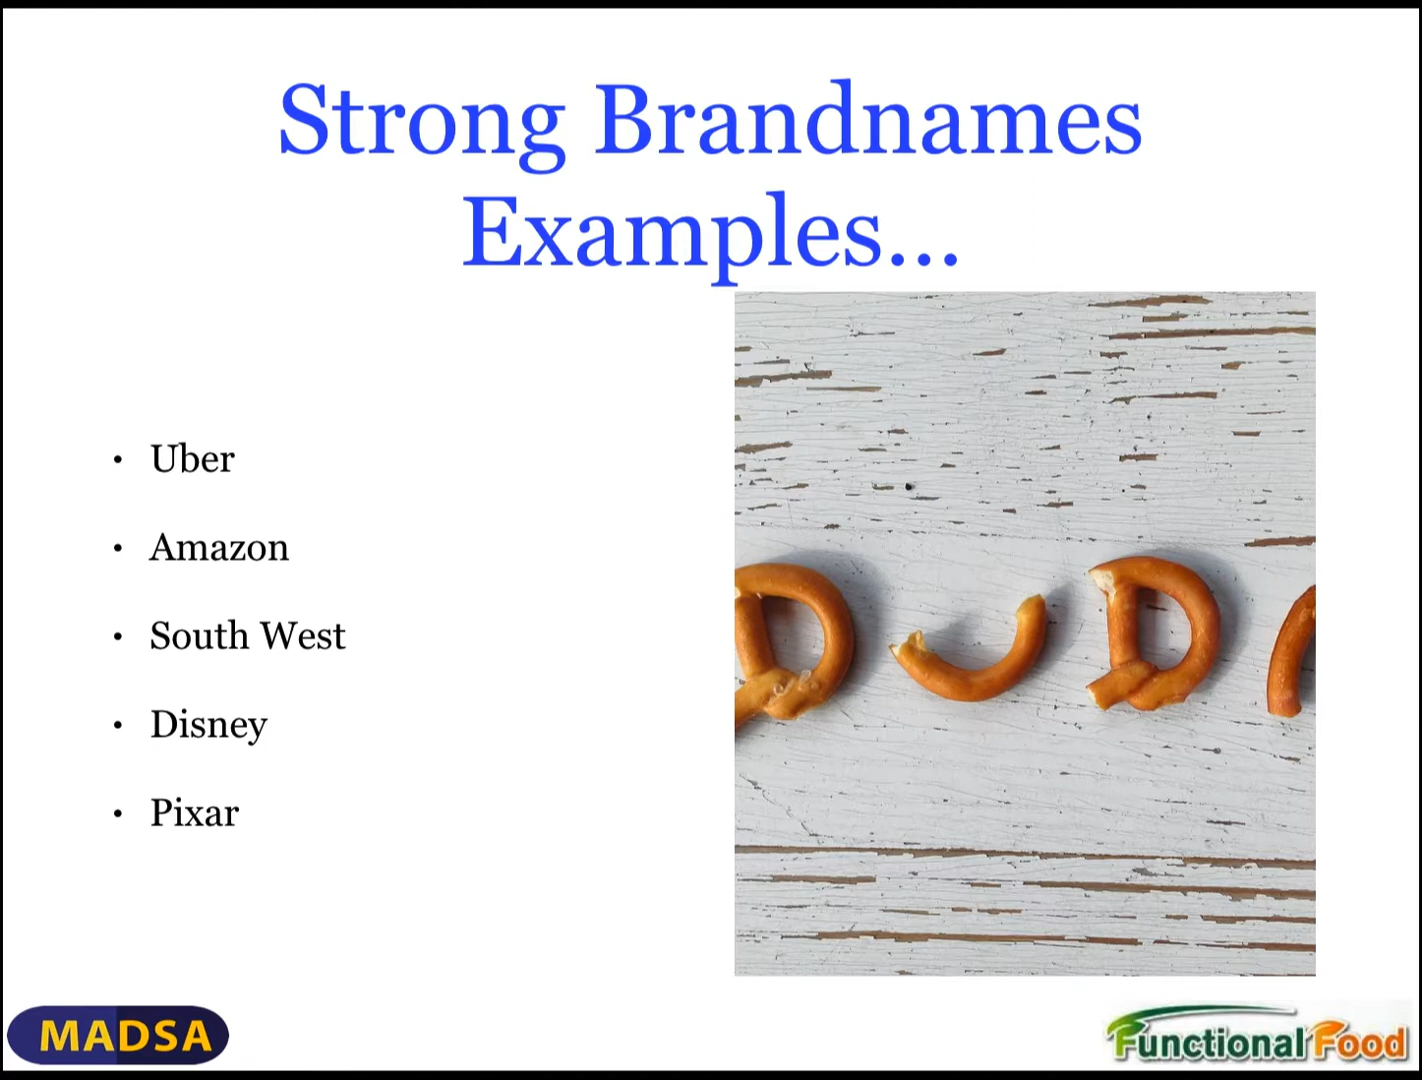 Strong Brandnames
Examples...
• Uber
• Amazon
• South West
• Disney
• Pixar
D U D
MADSA
Functional Food